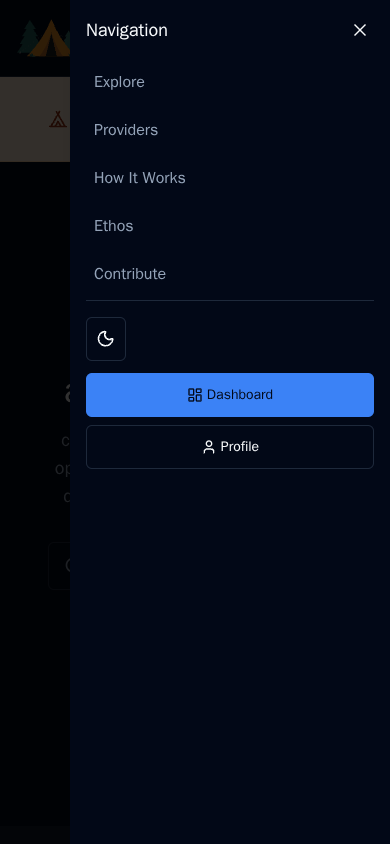 Navigation
Explore
Providers
How It Works
Ethos
Contribute
Dashboard
Profile